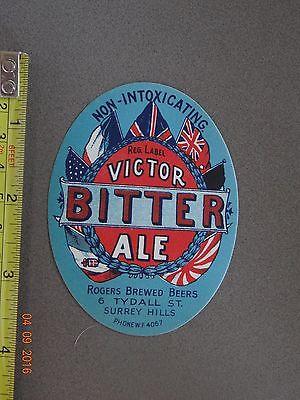 NON-INTOXICATING
REG. LABEL
VICTOR
BITTER
ALE
ROGERS BREWED BEERS
6 TYDALL ST.
SURREY HILLS
PHONE W.F. 4067
04 09 2016